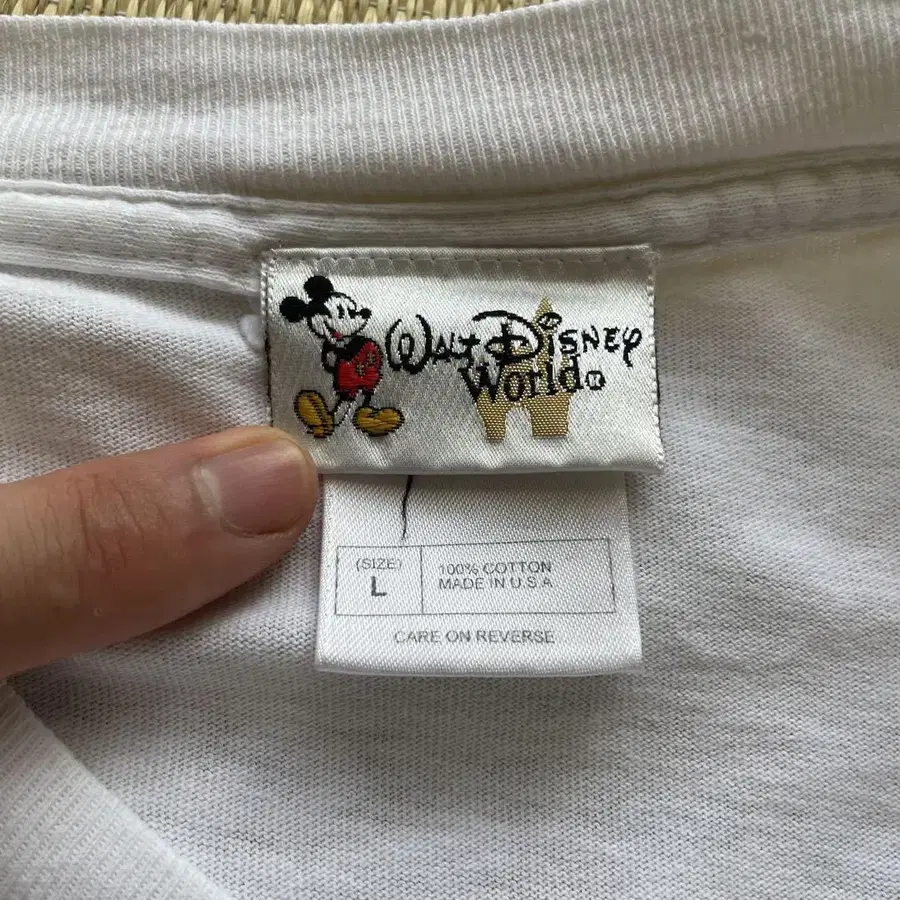 Walt Disney
World®
(SIZE)
L
100% COTTON
MADE IN U.S.A
CARE ON REVERSE